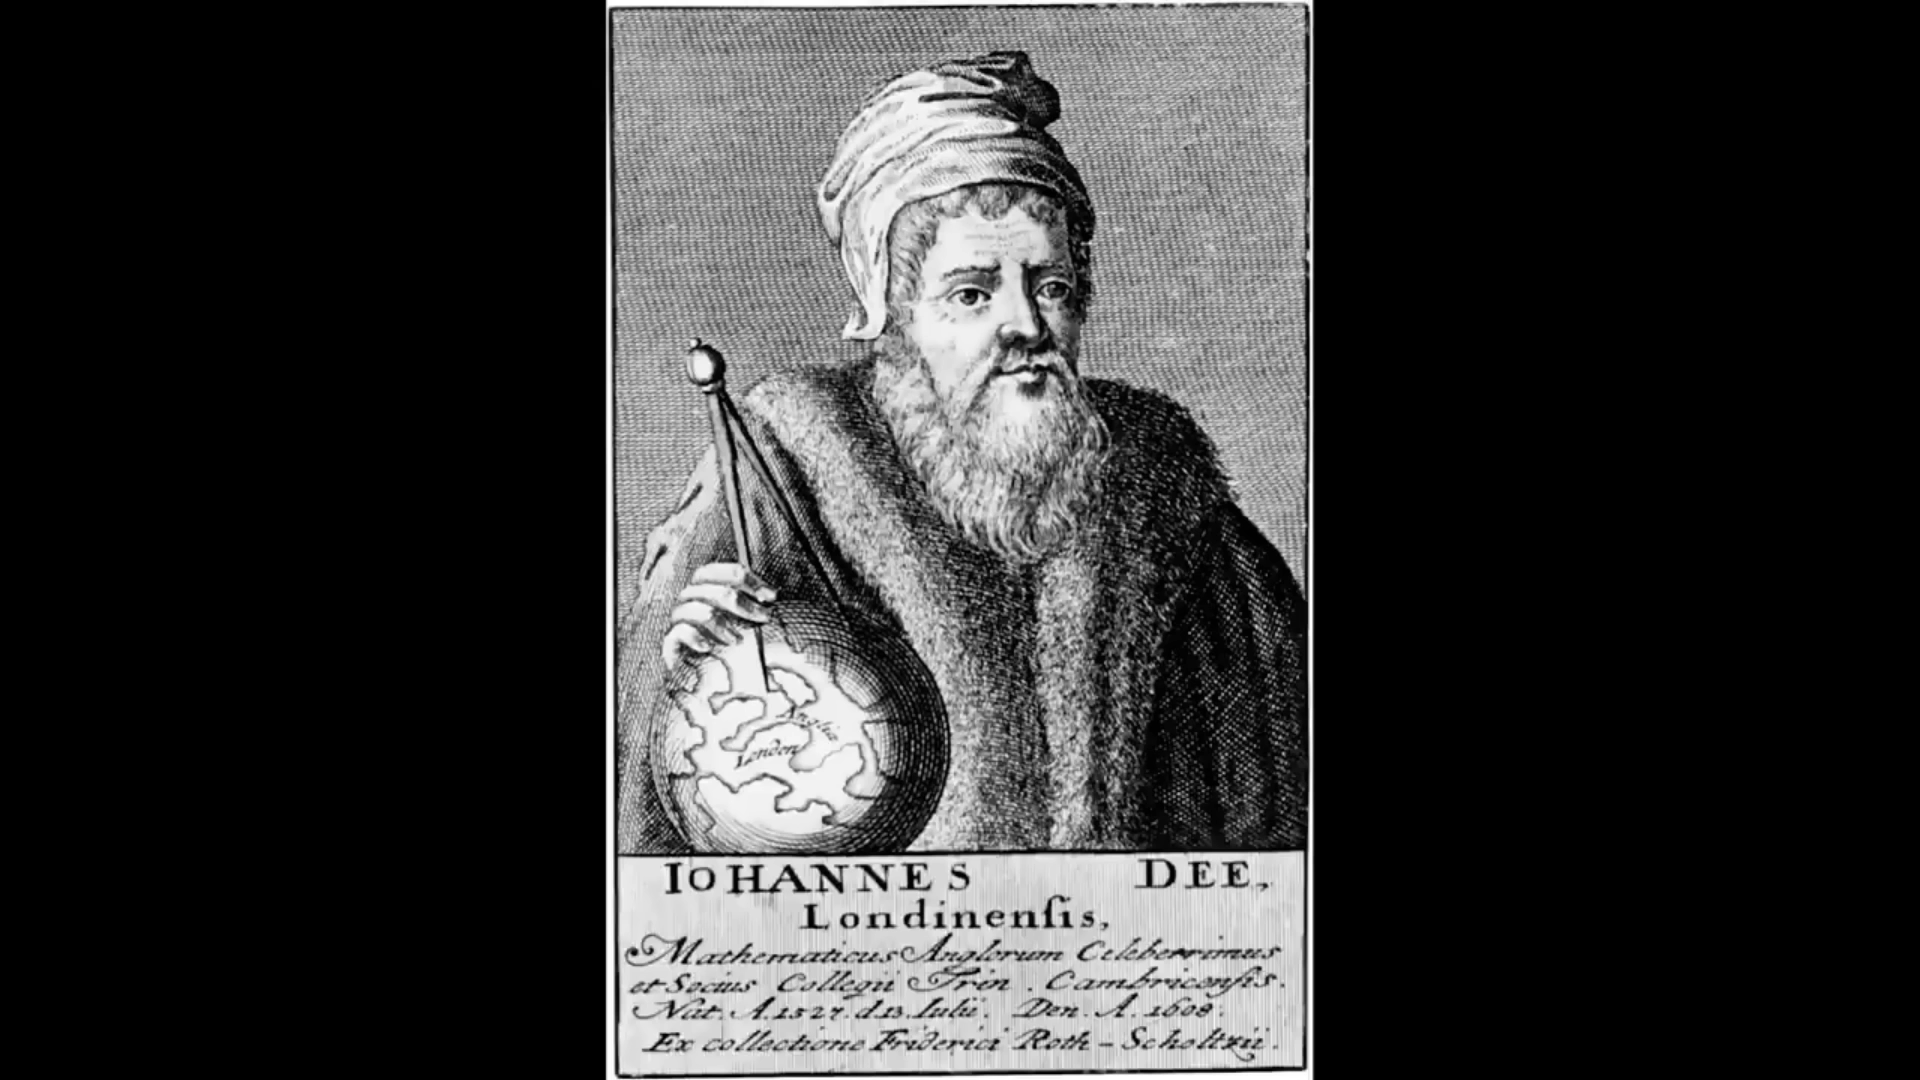 Anglia
London
IOHANNES DEE,
Londinenſis,
Mathematicus Anglorum Celeberrimus
et Socius Collegii Trin. Cambricenſis.
Nat. A. 1527. d. 13. Iulii. Den. A. 1608.
Ex collectione Friderici Roth-Scholtzii.